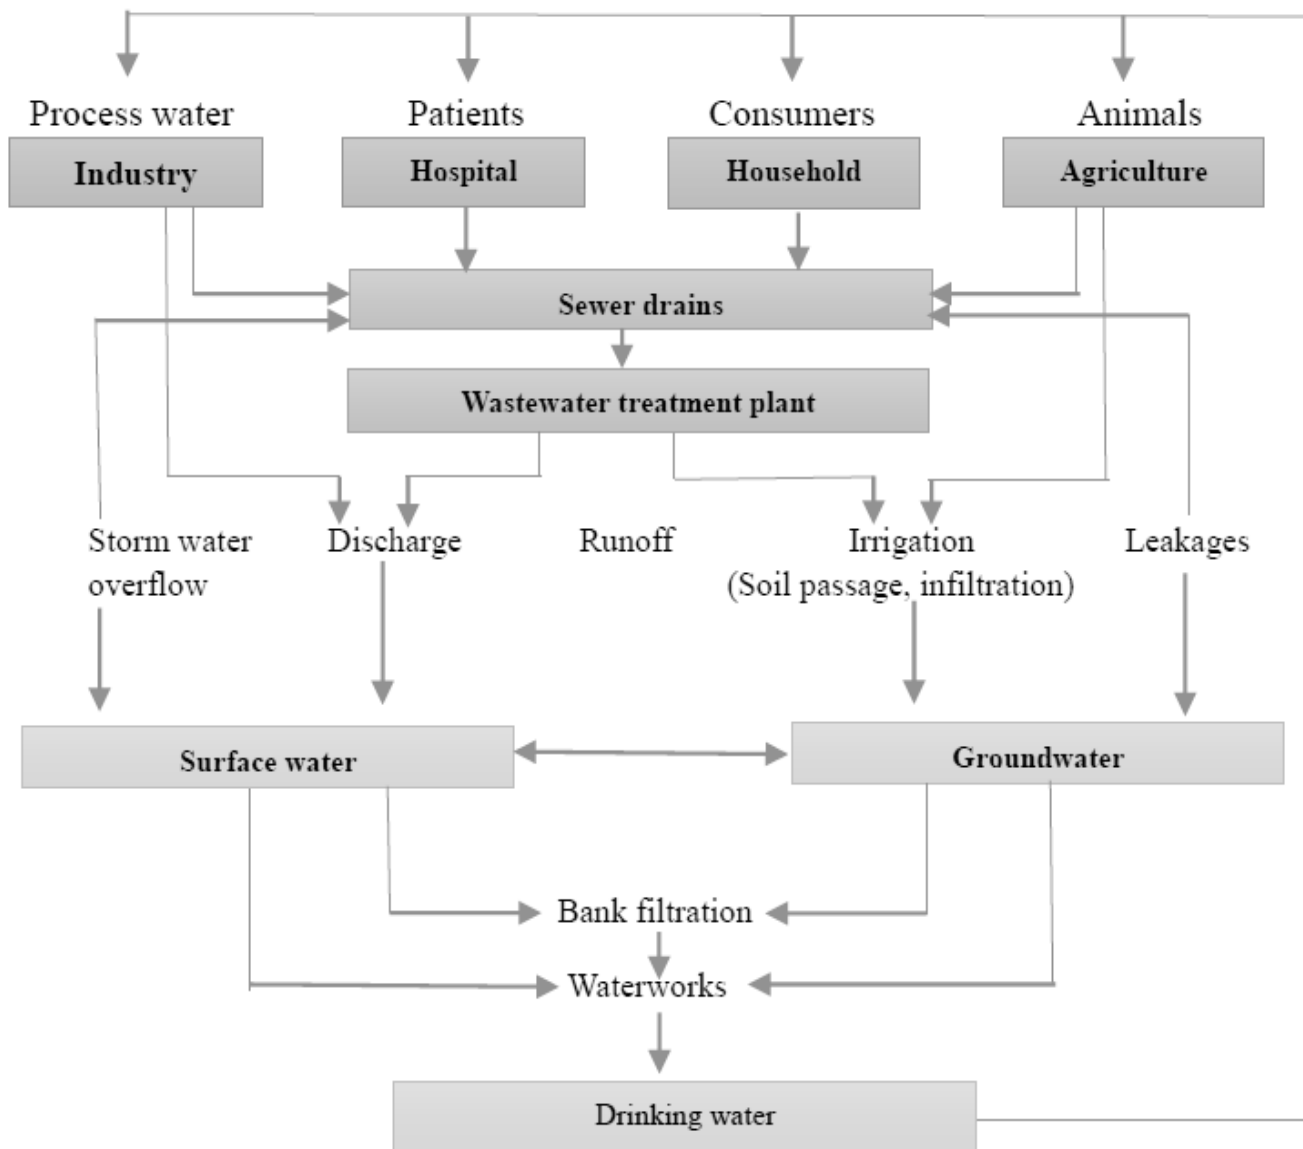 Process water
Patients
Consumers
Animals
Industry
Hospital
Household
Agriculture
Sewer drains
Wastewater treatment plant
Storm water
overflow
Discharge
Runoff
Irrigation
(Soil passage, infiltration)
Leakages
Surface water
Groundwater
Bank filtration
Waterworks
Drinking water